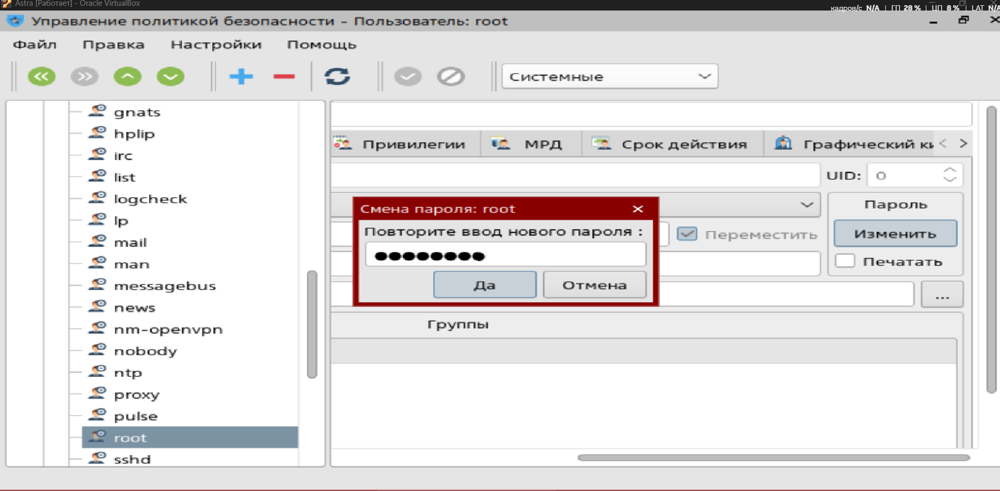 Astra [Работает] - Oracle VirtualBox
кадров/с N/A | ГП 28 % | ЦП 8 % | LAT N/A
Управление политикой безопасности – Пользователь: root
Файл Правка Настройки Помощь
Системные
gnats
hplip
irc
list
logcheck
lp
mail
man
messagebus
news
nm-openvpn
nobody
ntp
proxy
pulse
root
sshd
Привилегии МРД Срок действия Графический ки
UID: 0
Пароль
Изменить
Переместить
Печатать
...
Смена пароля: root
Повторите ввод нового пароля :
●●●●●●●●
Да Отмена
Группы